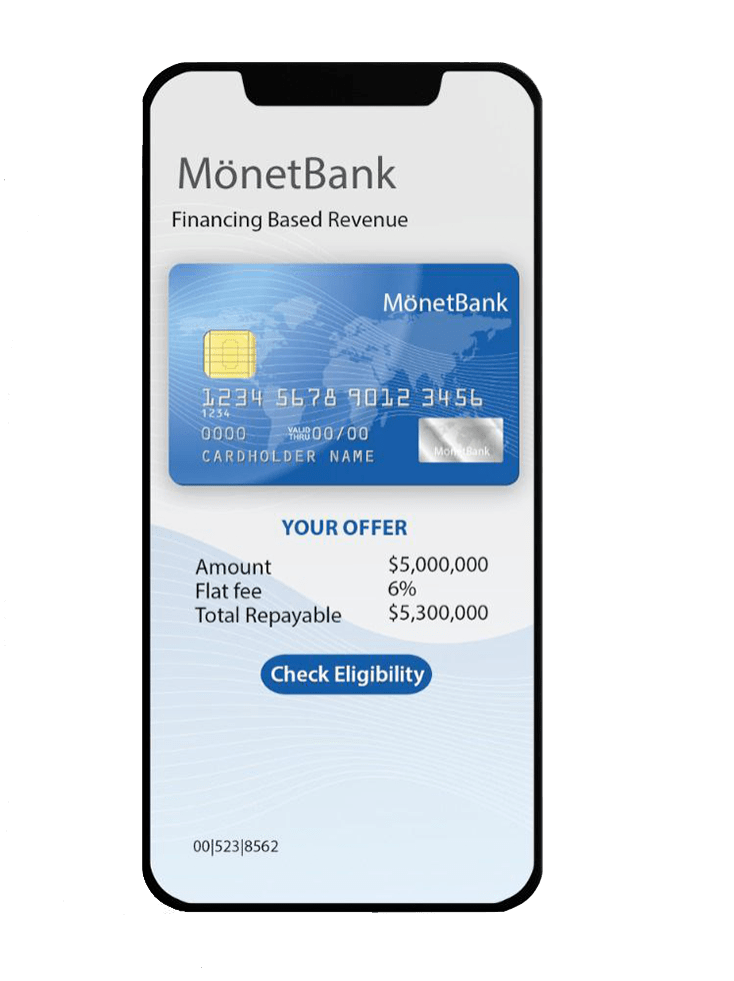 MönetBank
Financing Based Revenue
MönetBank
1234 5678 9012 3456
1234
0000 VALID THRU 00/00
CARDHOLDER NAME
MönetBank
YOUR OFFER
Amount $5,000,000
Flat fee 6%
Total Repayable $5,300,000
Check Eligibility
00|523|8562